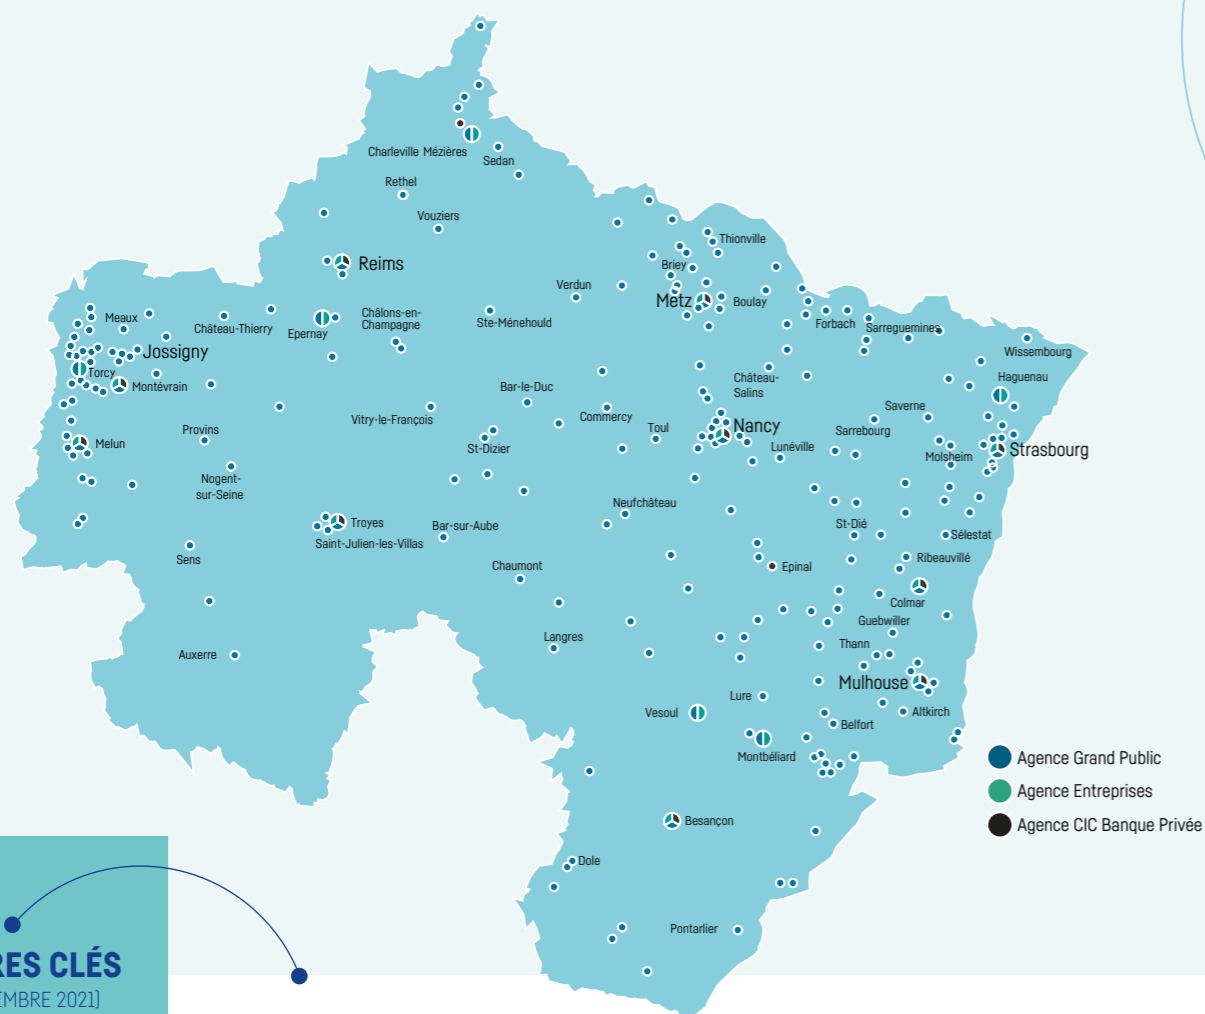 Charleville Mézières
Sedan
Rethel
Vouziers
Reims
Thionville
Briey
Verdun
Metz
Boulay
Meaux
Château-Thierry
Epernay
Châlons-en-
Champagne
Ste-Ménehould
Forbach
Sarreguemines
Wissembourg
Jossigny
Torcy
Montévrain
Château-
Salins
Haguenau
Bar-le-Duc
Commercy
Vitry-le-François
Saverne
Provins
Melun
St-Dizier
Toul
Nancy
Lunéville
Sarrebourg
Molsheim
Strasbourg
Nogent-
sur-Seine
Neufchâteau
Troyes
Saint-Julien-les-Villas
Bar-sur-Aube
St-Dié
Sélestat
Sens
Chaumont
Epinal
Ribeauvillé
Colmar
Guebwiller
Langres
Thann
Auxerre
Mulhouse
Lure
Vesoul
Belfort
Altkirch
Montbéliard
Agence Grand Public
Agence Entreprises
Agence CIC Banque Privée
Besançon
Dole
Pontarlier
RES CLÉS
EMBRE 2021)